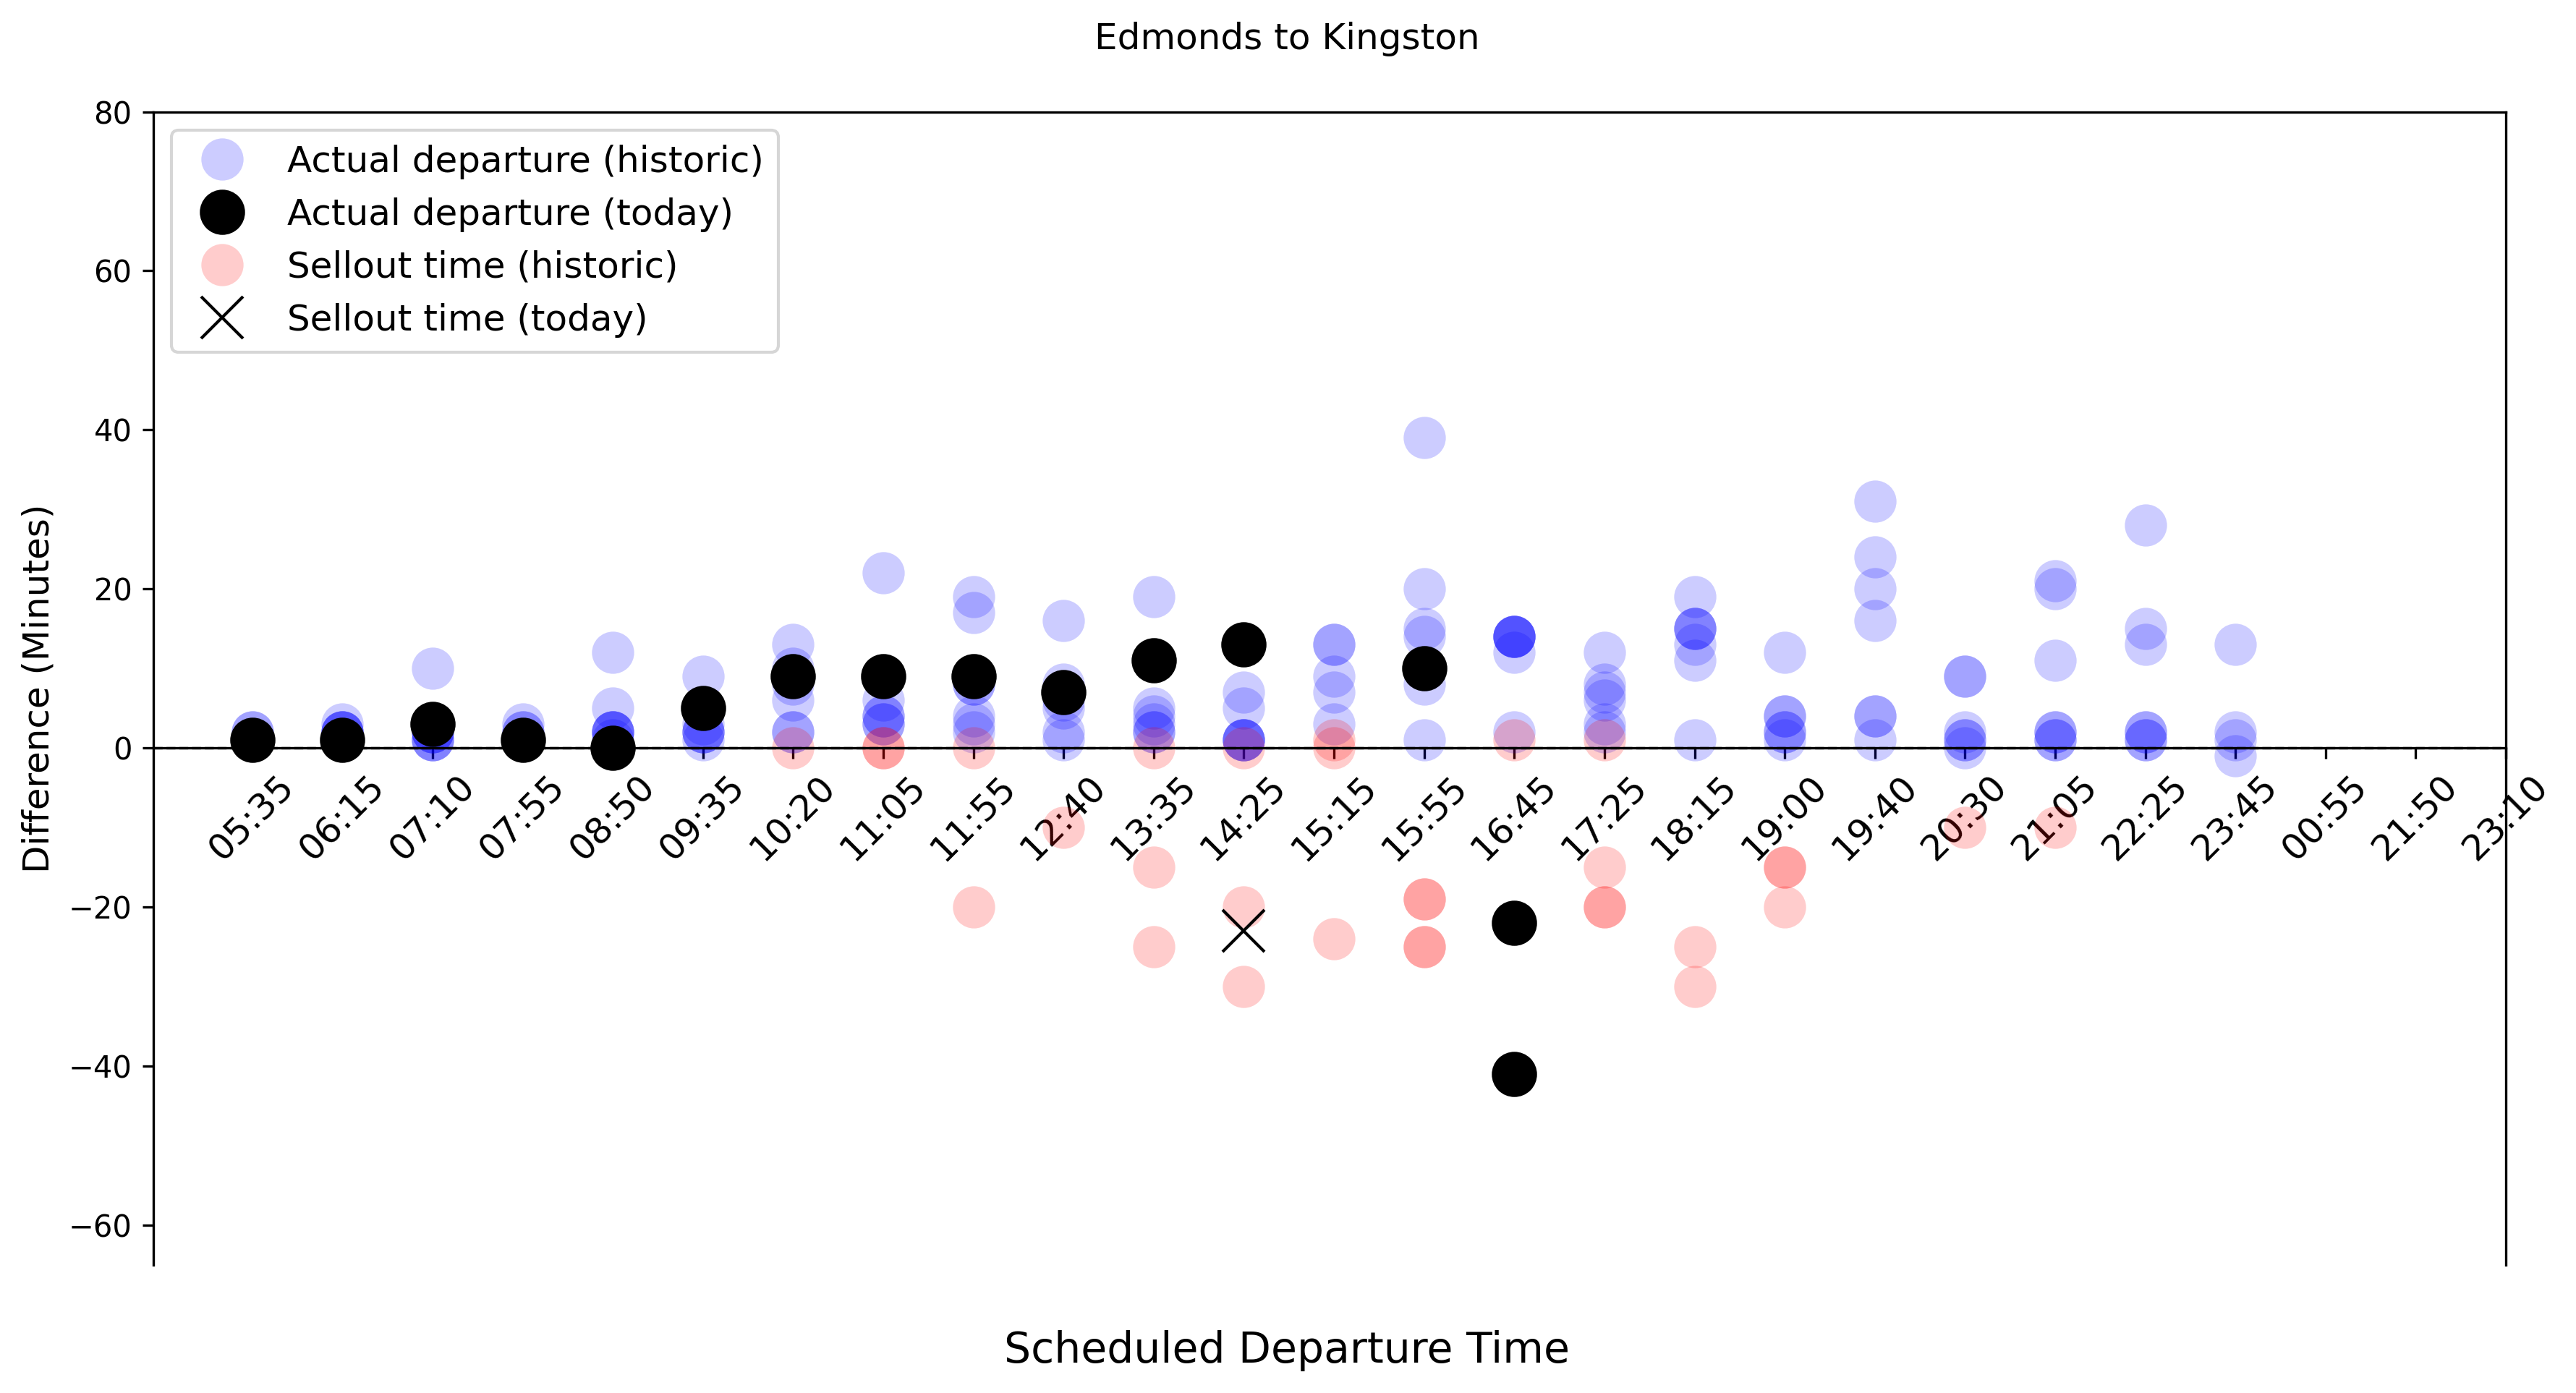 Edmonds to Kingston
80
60
40
20
0
−20
−40
−60
Difference (Minutes)
Actual departure (historic)
Actual departure (today)
Sellout time (historic)
Sellout time (today)
05:35 06:15 07:10 07:55 08:50 09:35 10:20 11:05 11:55 12:40 13:35 14:25 15:15 15:55 16:45 17:25 18:15 19:00 19:40 20:30 21:05 22:25 23:45 00:55 21:50 23:10
Scheduled Departure Time